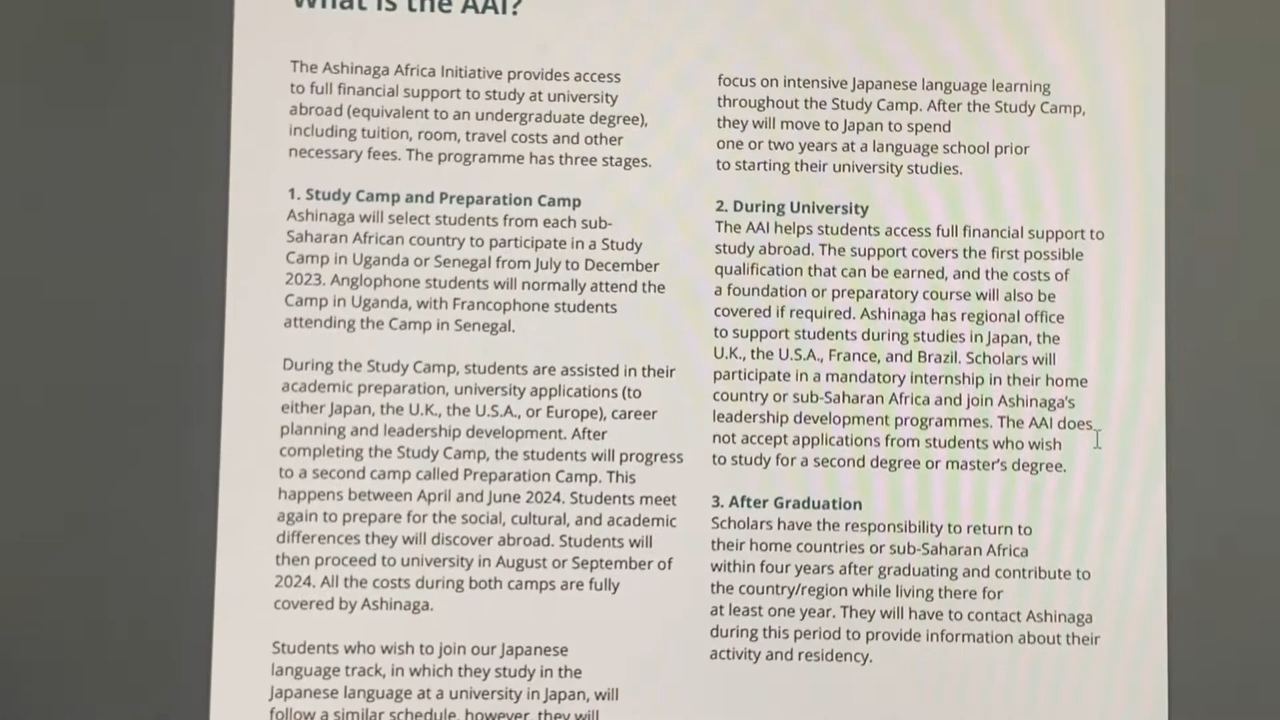 What is the AAI?
The Ashinaga Africa Initiative provides access
to full financial support to study at university
abroad (equivalent to an undergraduate degree),
including tuition, room, travel costs and other
necessary fees. The programme has three stages.
1. Study Camp and Preparation Camp
Ashinaga will select students from each sub-
Saharan African country to participate in a Study
Camp in Uganda or Senegal from July to December
2023. Anglophone students will normally attend the
Camp in Uganda, with Francophone students
attending the Camp in Senegal.
During the Study Camp, students are assisted in their
academic preparation, university applications (to
either Japan, the U.K., the U.S.A., or Europe), career
planning and leadership development. After
completing the Study Camp, the students will progress
to a second camp called Preparation Camp. This
happens between April and June 2024. Students meet
again to prepare for the social, cultural, and academic
differences they will discover abroad. Students will
then proceed to university in August or September of
2024. All the costs during both camps are fully
covered by Ashinaga.
Students who wish to join our Japanese
language track, in which they study in the
Japanese language at a university in Japan, will
follow a similar schedule, however, they will
focus on intensive Japanese language learning
throughout the Study Camp. After the Study Camp,
they will move to Japan to spend
one or two years at a language school prior
to starting their university studies.
2. During University
The AAI helps students access full financial support to
study abroad. The support covers the first possible
qualification that can be earned, and the costs of
a foundation or preparatory course will also be
covered if required. Ashinaga has regional office
to support students during studies in Japan, the
U.K., the U.S.A., France, and Brazil. Scholars will
participate in a mandatory internship in their home
country or sub-Saharan Africa and join Ashinaga's
leadership development programmes. The AAI does
not accept applications from students who wish
to study for a second degree or master's degree.
3. After Graduation
Scholars have the responsibility to return to
their home countries or sub-Saharan Africa
within four years after graduating and contribute to
the country/region while living there for
at least one year. They will have to contact Ashinaga
during this period to provide information about their
activity and residency.